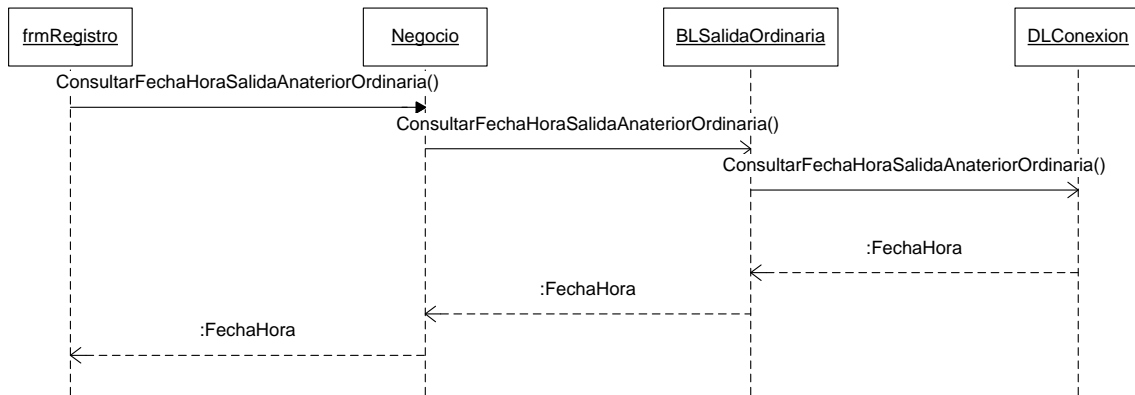 frmRegistro
Negocio
BLSalidaOrdinaria
DLConexion
ConsultarFechaHoraSalidaAnateriorOrdinaria()
ConsultarFechaHoraSalidaAnateriorOrdinaria()
ConsultarFechaHoraSalidaAnateriorOrdinaria()
:FechaHora
:FechaHora
:FechaHora